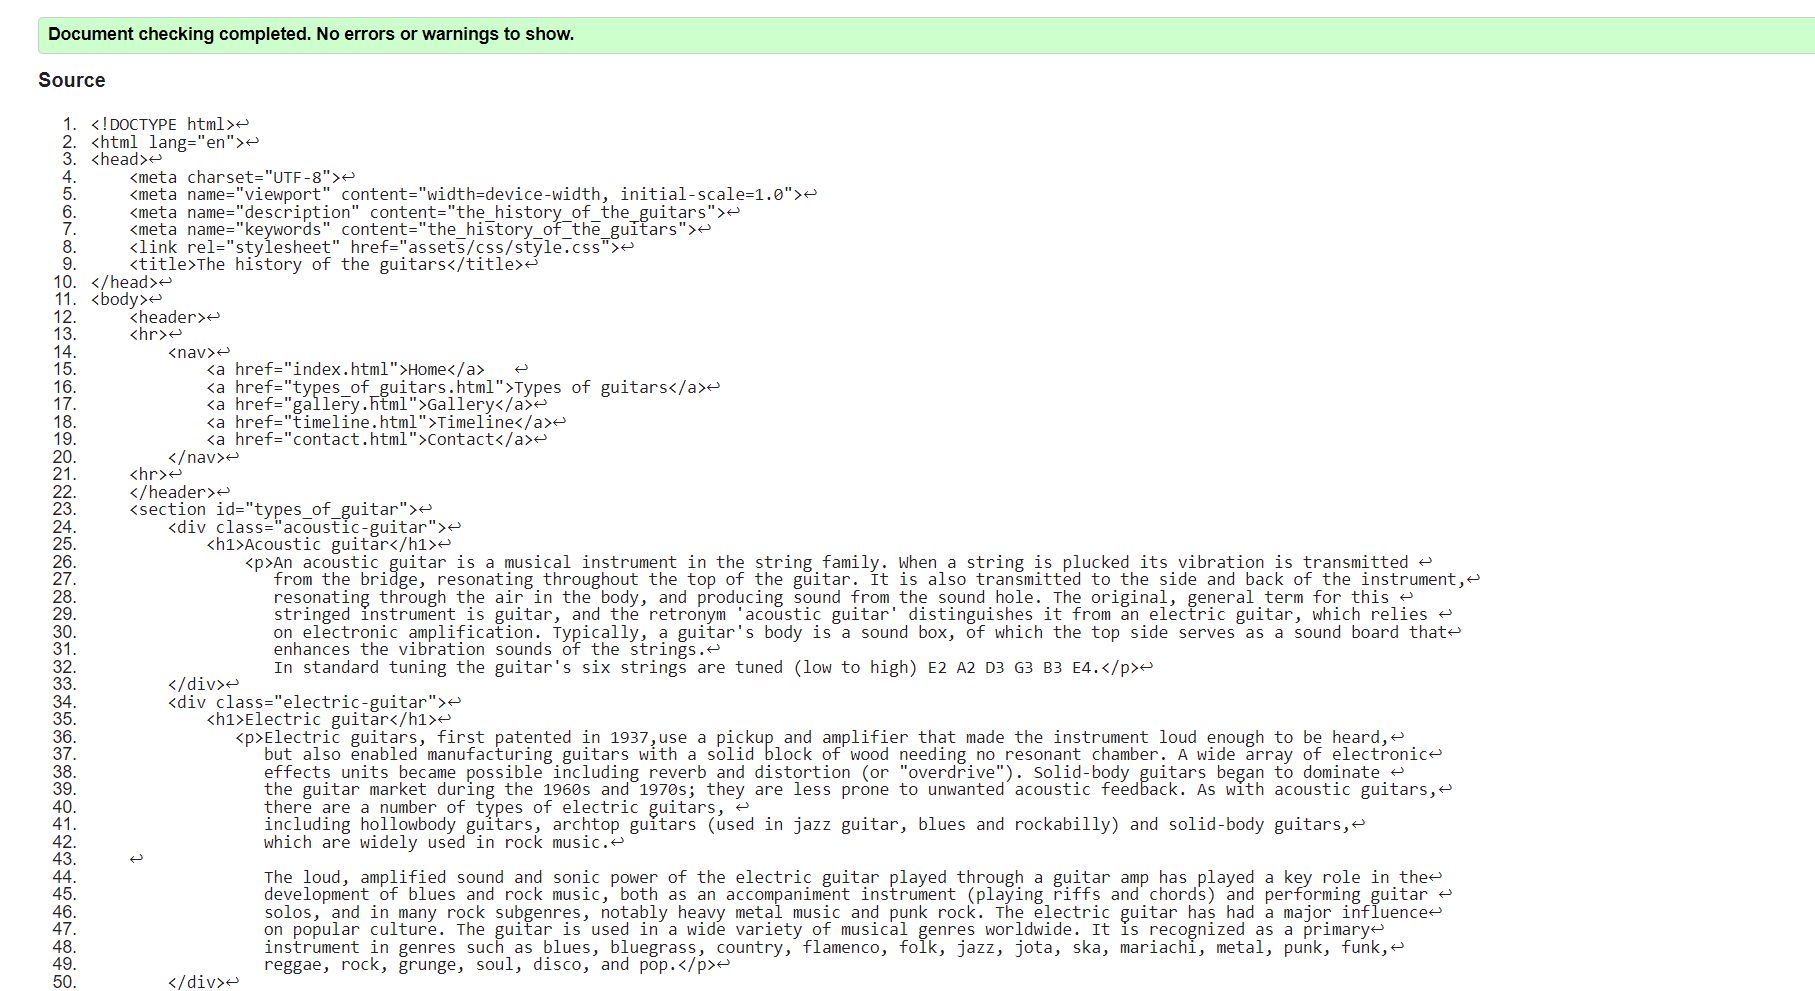 Document checking completed. No errors or warnings to show.
Source
1. <!DOCTYPE html>↩
2. <html lang="en">↩
3. <head>↩
4.     <meta charset="UTF-8">↩
5.     <meta name="viewport" content="width=device-width, initial-scale=1.0">↩
6.     <meta name="description" content="the_history_of_the_guitars">↩
7.     <meta name="keywords" content="the_history_of_the_guitars">↩
8.     <link rel="stylesheet" href="assets/css/style.css">↩
9.     <title>The history of the guitars</title>↩
10. </head>↩
11. <body>↩
12.     <header>↩
13.     <hr>↩
14.         <nav>↩
15.             <a href="index.html">Home</a>   ↩
16.             <a href="types_of_guitars.html">Types of guitars</a>↩
17.             <a href="gallery.html">Gallery</a>↩
18.             <a href="timeline.html">Timeline</a>↩
19.             <a href="contact.html">Contact</a>↩
20.         </nav>↩
21.     <hr>↩
22.     </header>↩
23.     <section id="types_of_guitar">↩
24.         <div class="acoustic-guitar">↩
25.             <h1>Acoustic guitar</h1>↩
26.                 <p>An acoustic guitar is a musical instrument in the string family. When a string is plucked its vibration is transmitted ↩
27.                    from the bridge, resonating throughout the top of the guitar. It is also transmitted to the side and back of the instrument,↩
28.                    resonating through the air in the body, and producing sound from the sound hole. The original, general term for this ↩
29.                    stringed instrument is guitar, and the retronym 'acoustic guitar' distinguishes it from an electric guitar, which relies ↩
30.                    on electronic amplification. Typically, a guitar's body is a sound box, of which the top side serves as a sound board that↩
31.                    enhances the vibration sounds of the strings.↩
32.                    In standard tuning the guitar's six strings are tuned (low to high) E2 A2 D3 G3 B3 E4.</p>↩
33.         </div>↩
34.         <div class="electric-guitar">↩
35.             <h1>Electric guitar</h1>↩
36.                <p>Electric guitars, first patented in 1937,use a pickup and amplifier that made the instrument loud enough to be heard,↩
37.                   but also enabled manufacturing guitars with a solid block of wood needing no resonant chamber. A wide array of electronic↩
38.                   effects units became possible including reverb and distortion (or "overdrive"). Solid-body guitars began to dominate ↩
39.                   the guitar market during the 1960s and 1970s; they are less prone to unwanted acoustic feedback. As with acoustic guitars,↩
40.                   there are a number of types of electric guitars, ↩
41.                   including hollowbody guitars, archtop guitars (used in jazz guitar, blues and rockabilly) and solid-body guitars,↩
42.                   which are widely used in rock music.↩
43.     ↩
44.                   The loud, amplified sound and sonic power of the electric guitar played through a guitar amp has played a key role in the↩
45.                   development of blues and rock music, both as an accompaniment instrument (playing riffs and chords) and performing guitar ↩
46.                   solos, and in many rock subgenres, notably heavy metal music and punk rock. The electric guitar has had a major influence↩
47.                   on popular culture. The guitar is used in a wide variety of musical genres worldwide. It is recognized as a primary↩
48.                   instrument in genres such as blues, bluegrass, country, flamenco, folk, jazz, jota, ska, mariachi, metal, punk, funk,↩
49.                   reggae, rock, grunge, soul, disco, and pop.</p>↩
50.         </div>↩